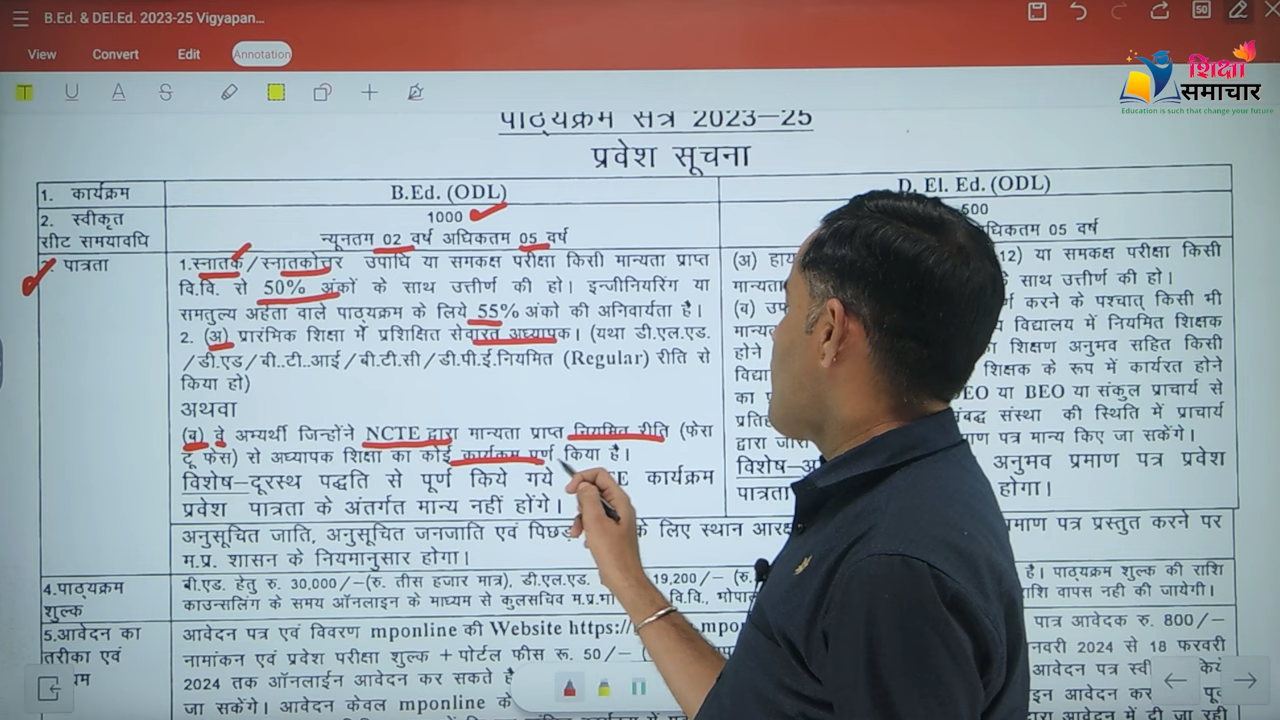 B.Ed. & DEl.Ed. 2023-25 Vigyapan...
50
View Convert Edit Annotation
T U A S
शिक्षा
समाचार
Education is such that change your future
पाठ्यक्रम सत्र 2023–25
प्रवेश सूचना
1. कार्यक्रम
B.Ed. (ODL)
D. El. Ed. (ODL)
2. स्वीकृत
सीट समयावधि
1000
न्यूनतम 02 वर्ष अधिकतम 05 वर्ष
500
05 वर्ष
पात्रता
1.स्नातक/स्नातकोत्तर उपाधि या समकक्ष परीक्षा किसी मान्यता प्राप्त
वि.वि. से 50% अंकों के साथ उत्तीर्ण की हो। इन्जीनियरिंग या
समतुल्य अर्हता वाले पाठ्यक्रम के लिये 55% अंको की अनिवार्यता है।
2. (अ) प्रारंमिक शिक्षा में प्रशिक्षित सेवारत अध्यापक। (यथा डी.एल.एड.
/डी.एड/बी.टी.आई/बी.टी.सी/डी.पी.ई.नियमित (Regular) रीति से
किया हो)
अथवा
(ब) वे अभ्यर्थी जिन्होंने NCTE द्वारा मान्यता प्राप्त नियमित रीति (फेस
टू फेस) से अध्यापक शिक्षा का कोई कार्यक्रम पूर्ण किया है।
विशेष–दूरस्थ पद्धति से पूर्ण किये गये कार्यक्रम
प्रवेश पात्रता के अंतर्गत मान्य नहीं होंगे।
(अ)
12) या समकक्ष परीक्षा किसी
के साथ उत्तीर्ण की हो।
(ब) करने के पश्चात् किसी भी
विद्यालय में नियमित शिक्षक
शिक्षण अनुभव सहित किसी
होने शिक्षक के रूप में कार्यरत होने
का BEO या संकुल प्राचार्य से
संस्था की स्थिति में प्राचार्य
द्वारा पत्र मान्य किए जा सकेंगे।
विशेष– अनुभव प्रमाण पत्र प्रवेश
पात्रता होगा।
अनुसूचित जाति, अनुसूचित जनजाति एवं के लिए स्थान पत्र प्रस्तुत करने पर
म.प्र. शासन के नियमानुसार होगा।
4.पाठ्यक्रम
शुल्क
बी.एड. हेतु रु. 30,000/–(रु. तीस हजार मात्र), डी.एल.एड. 19,200/– (रु. है। पाठ्यक्रम शुल्क की राशि
काउन्सलिंग के समय ऑनलाइन के माध्यम से कुलसचिव वि.वि., वापस नही की जायेगी।
5.आवेदन का
तरीका एवं
आवेदन पत्र एवं विवरण mponline की Website पात्र आवेदक रु. 800/–
नामांकन एवं प्रवेश परीक्षा शुल्क + पोर्टल फीस रू. 50/– 2024 से 18 फरवरी
2024 तक ऑनलाईन आवेदन कर सकते है आवेदन पत्र
जा सकेंगे। आवेदन केवल mponline के आवेदन कर